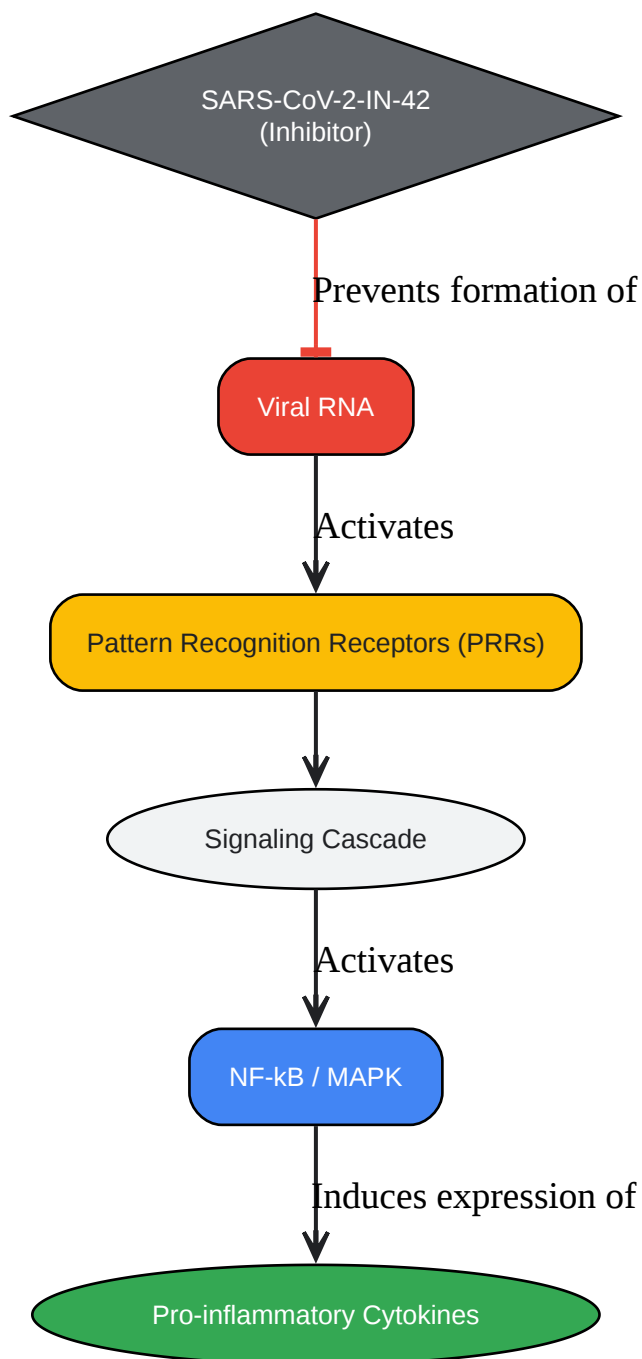 SARS-CoV-2-IN-42
(Inhibitor)
Prevents formation of
Viral RNA
Activates
Pattern Recognition Receptors (PRRs)
Signaling Cascade
Activates
NF-kB / MAPK
Induces expression of
Pro-inflammatory Cytokines